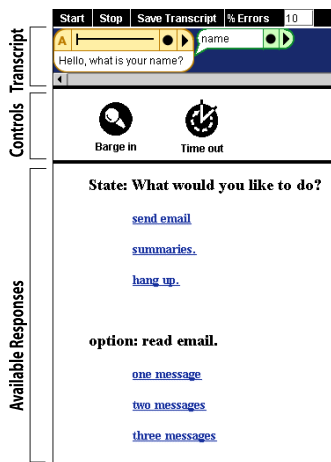 Start Stop Save Transcript % Errors 10
A name
Hello, what is your name?
Transcript
Controls
Barge in Time out
Available Responses
State: What would you like to do?
send email
summaries.
hang up.
option: read email.
one message
two messages
three messages